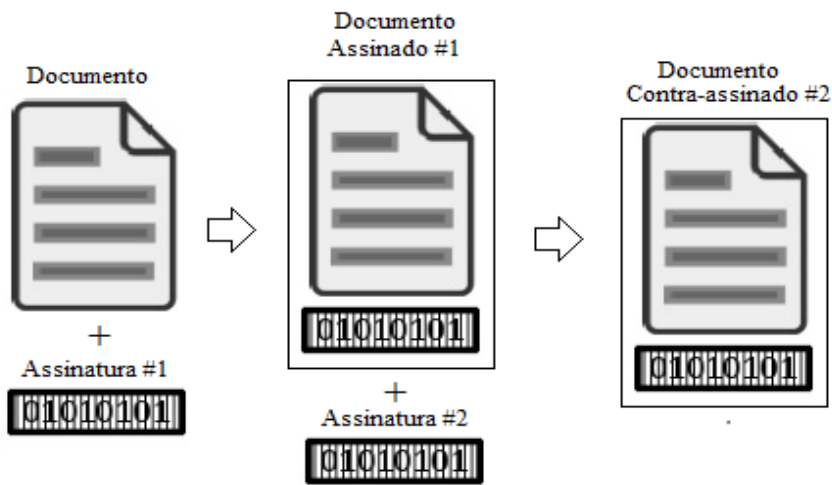 Documento
+
Assinatura #1
01010101
Documento
Assinado #1
01010101
+
Assinatura #2
01010101
Documento
Contra-assinado #2
01010101
.